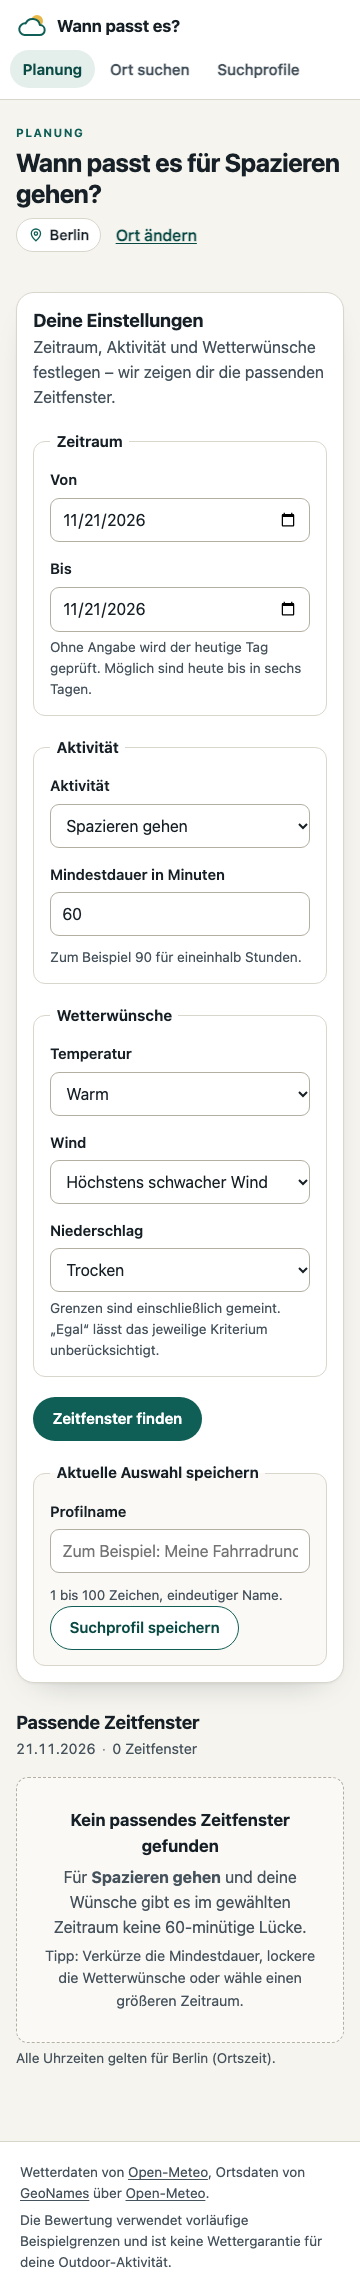 Wann passt es?
Planung Ort suchen Suchprofile
PLANUNG
Wann passt es für Spazieren
gehen?
Berlin Ort ändern
Deine Einstellungen
Zeitraum, Aktivität und Wetterwünsche
festlegen – wir zeigen dir die passenden
Zeitfenster.
Zeitraum
Von
11/21/2026
Bis
11/21/2026
Ohne Angabe wird der heutige Tag
geprüft. Möglich sind heute bis in sechs
Tagen.
Aktivität
Aktivität
Spazieren gehen
Mindestdauer in Minuten
60
Zum Beispiel 90 für eineinhalb Stunden.
Wetterwünsche
Temperatur
Warm
Wind
Höchstens schwacher Wind
Niederschlag
Trocken
Grenzen sind einschließlich gemeint.
„Egal“ lässt das jeweilige Kriterium
unberücksichtigt.
Zeitfenster finden
Aktuelle Auswahl speichern
Profilname
Zum Beispiel: Meine Fahrradrunc
1 bis 100 Zeichen, eindeutiger Name.
Suchprofil speichern
Passende Zeitfenster
21.11.2026 · 0 Zeitfenster
Kein passendes Zeitfenster
gefunden
Für Spazieren gehen und deine
Wünsche gibt es im gewählten
Zeitraum keine 60-minütige Lücke.
Tipp: Verkürze die Mindestdauer, lockere
die Wetterwünsche oder wähle einen
größeren Zeitraum.
Alle Uhrzeiten gelten für Berlin (Ortszeit).
Wetterdaten von Open-Meteo, Ortsdaten von
GeoNames über Open-Meteo.
Die Bewertung verwendet vorläufige
Beispielgrenzen und ist keine Wettergarantie für
deine Outdoor-Aktivität.